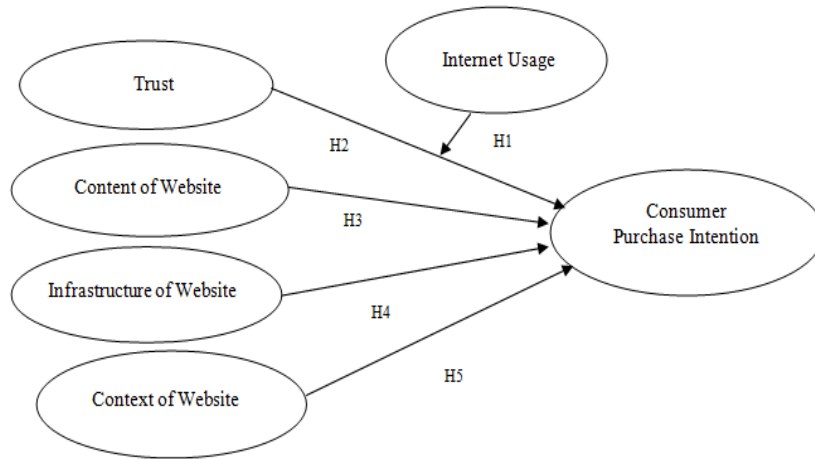 Internet Usage
Trust
H2
H1
Content of Website
H3
Consumer
Purchase Intention
Infrastructure of Website
H4
Context of Website
H5